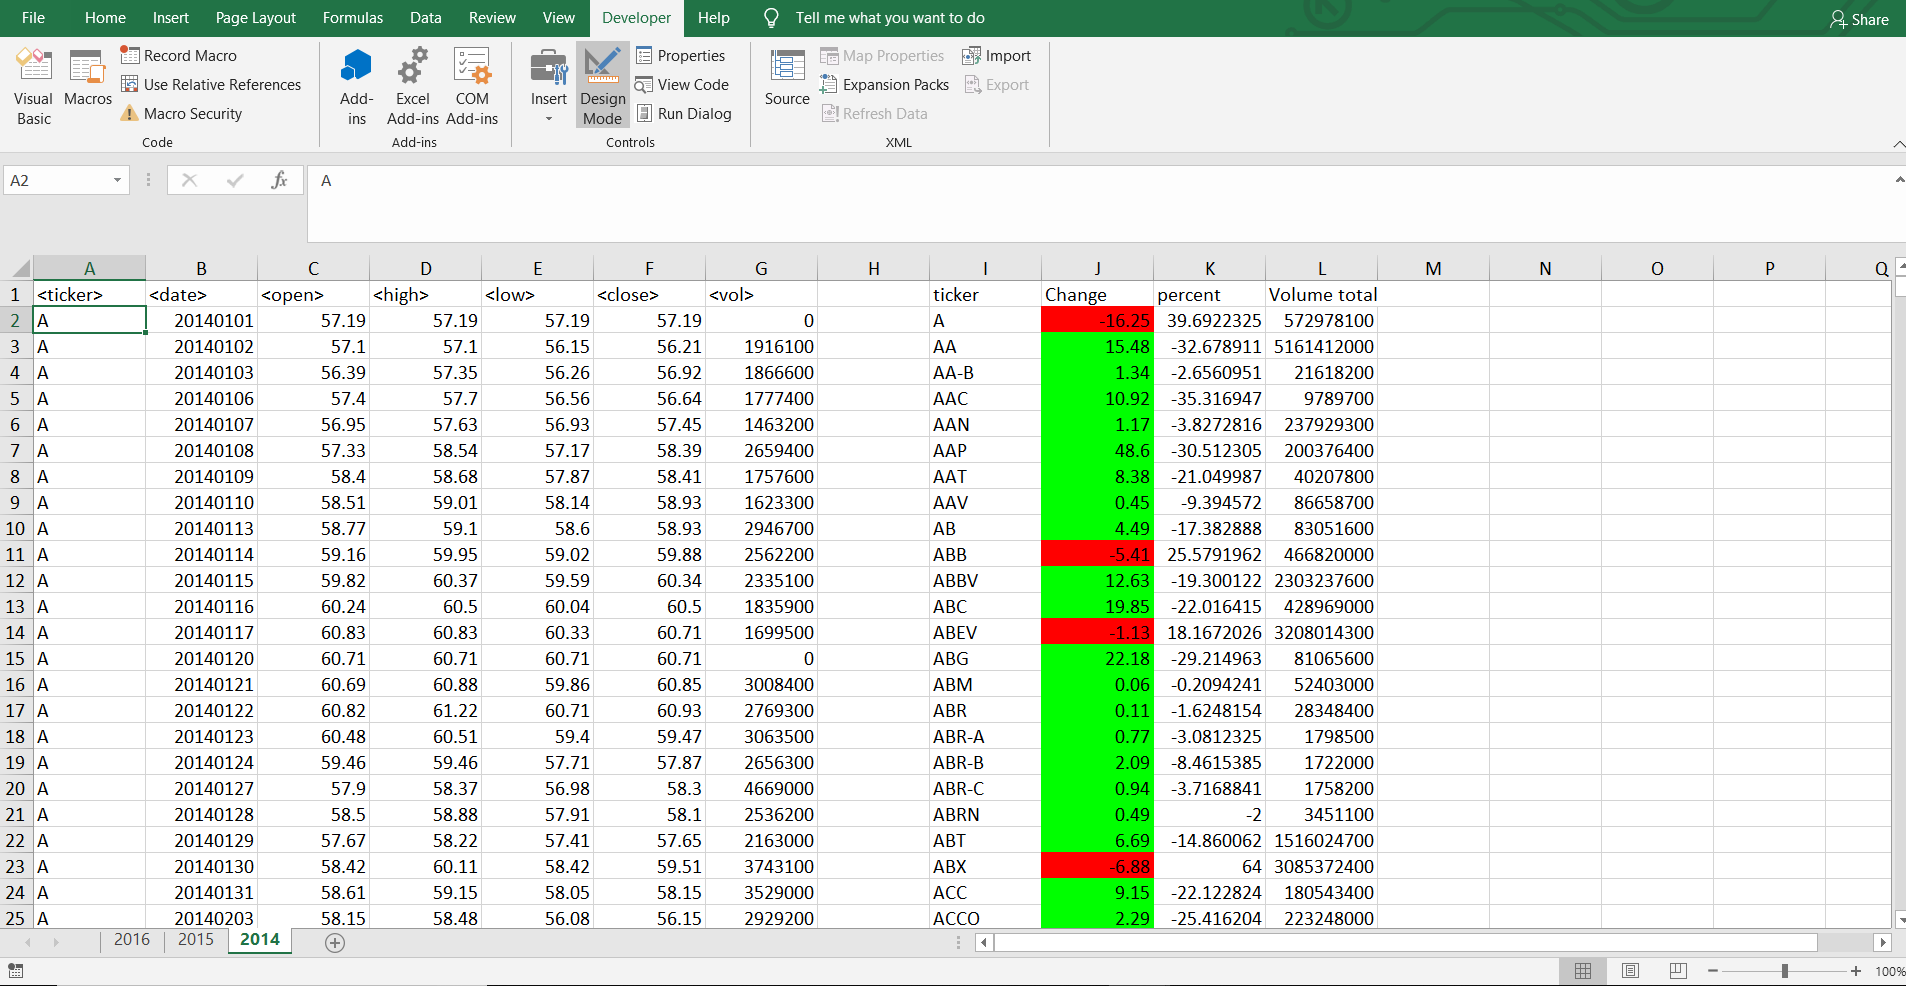 File Home Insert Page Layout Formulas Data Review View Developer Help Tell me what you want to do Share
Visual Basic
Macros
Record Macro
Use Relative References
Macro Security
Code
Add-ins
Excel Add-ins
COM Add-ins
Add-ins
Insert
Design Mode
Properties
View Code
Run Dialog
Controls
Source
Map Properties
Expansion Packs
Refresh Data
Import
Export
XML
A2 fx A
A B C D E F G H I J K L M N O P Q
1 <ticker> <date> <open> <high> <low> <close> <vol> ticker Change percent Volume total
2 A 20140101 57.19 57.19 57.19 57.19 0 A -16.25 39.6922325 572978100
3 A 20140102 57.1 57.1 56.15 56.21 1916100 AA 15.48 -32.678911 5161412000
4 A 20140103 56.39 57.35 56.26 56.92 1866600 AA-B 1.34 -2.6560951 21618200
5 A 20140106 57.4 57.7 56.56 56.64 1777400 AAC 10.92 -35.316947 9789700
6 A 20140107 56.95 57.63 56.93 57.45 1463200 AAN 1.17 -3.8272816 237929300
7 A 20140108 57.33 58.54 57.17 58.39 2659400 AAP 48.6 -30.512305 200376400
8 A 20140109 58.4 58.68 57.87 58.41 1757600 AAT 8.38 -21.049987 40207800
9 A 20140110 58.51 59.01 58.14 58.93 1623300 AAV 0.45 -9.394572 86658700
10 A 20140113 58.77 59.1 58.6 58.93 2946700 AB 4.49 -17.382888 83051600
11 A 20140114 59.16 59.95 59.02 59.88 2562200 ABB -5.41 25.5791962 466820000
12 A 20140115 59.82 60.37 59.59 60.34 2335100 ABBV 12.63 -19.300122 2303237600
13 A 20140116 60.24 60.5 60.04 60.5 1835900 ABC 19.85 -22.016415 428969000
14 A 20140117 60.83 60.83 60.33 60.71 1699500 ABEV -1.13 18.1672026 3208014300
15 A 20140120 60.71 60.71 60.71 60.71 0 ABG 22.18 -29.214963 81065600
16 A 20140121 60.69 60.88 59.86 60.85 3008400 ABM 0.06 -0.2094241 52403000
17 A 20140122 60.82 61.22 60.71 60.93 2769300 ABR 0.11 -1.6248154 28348400
18 A 20140123 60.48 60.51 59.4 59.47 3063500 ABR-A 0.77 -3.0812325 1798500
19 A 20140124 59.46 59.46 57.71 57.87 2656300 ABR-B 2.09 -8.4615385 1722000
20 A 20140127 57.9 58.37 56.98 58.3 4669000 ABR-C 0.94 -3.7168841 1758200
21 A 20140128 58.5 58.88 57.91 58.1 2536200 ABRN 0.49 -2 3451100
22 A 20140129 57.67 58.22 57.41 57.65 2163000 ABT 6.69 -14.860062 1516024700
23 A 20140130 58.42 60.11 58.42 59.51 3743100 ABX -6.88 64 3085372400
24 A 20140131 58.61 59.15 58.05 58.15 3529000 ACC 9.15 -22.122824 180543400
25 A 20140203 58.15 58.48 56.08 56.15 2929200 ACCO 2.29 -25.416204 223248000
2016 2015 2014
100%